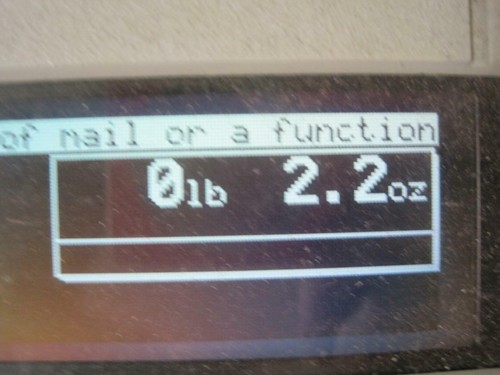 of mail or a function
0lb 2.2oz